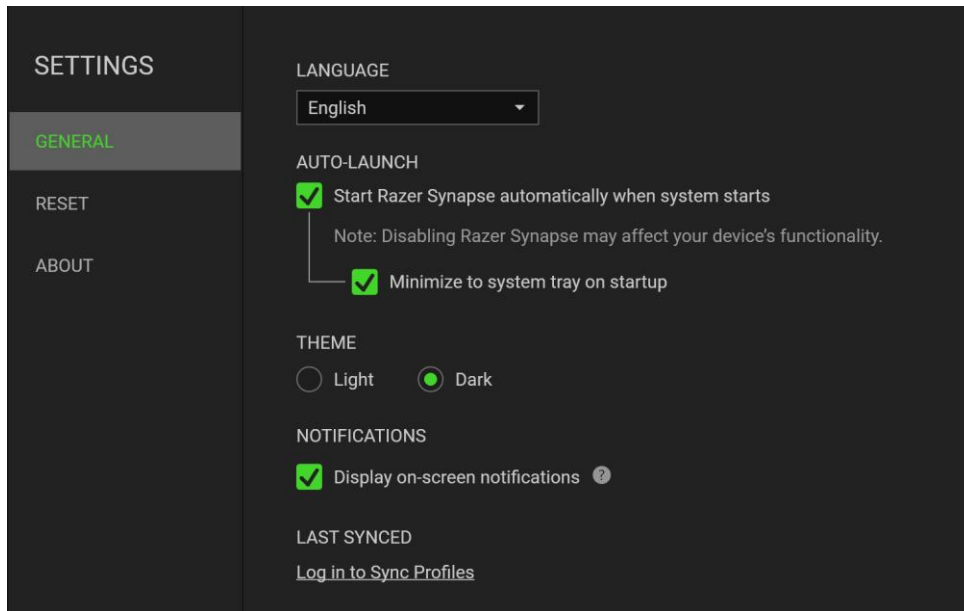 SETTINGS
GENERAL
RESET
ABOUT
LANGUAGE
English
AUTO-LAUNCH
Start Razer Synapse automatically when system starts
Note: Disabling Razer Synapse may affect your device’s functionality.
Minimize to system tray on startup
THEME
Light Dark
NOTIFICATIONS
Display on-screen notifications ?
LAST SYNCED
Log in to Sync Profiles